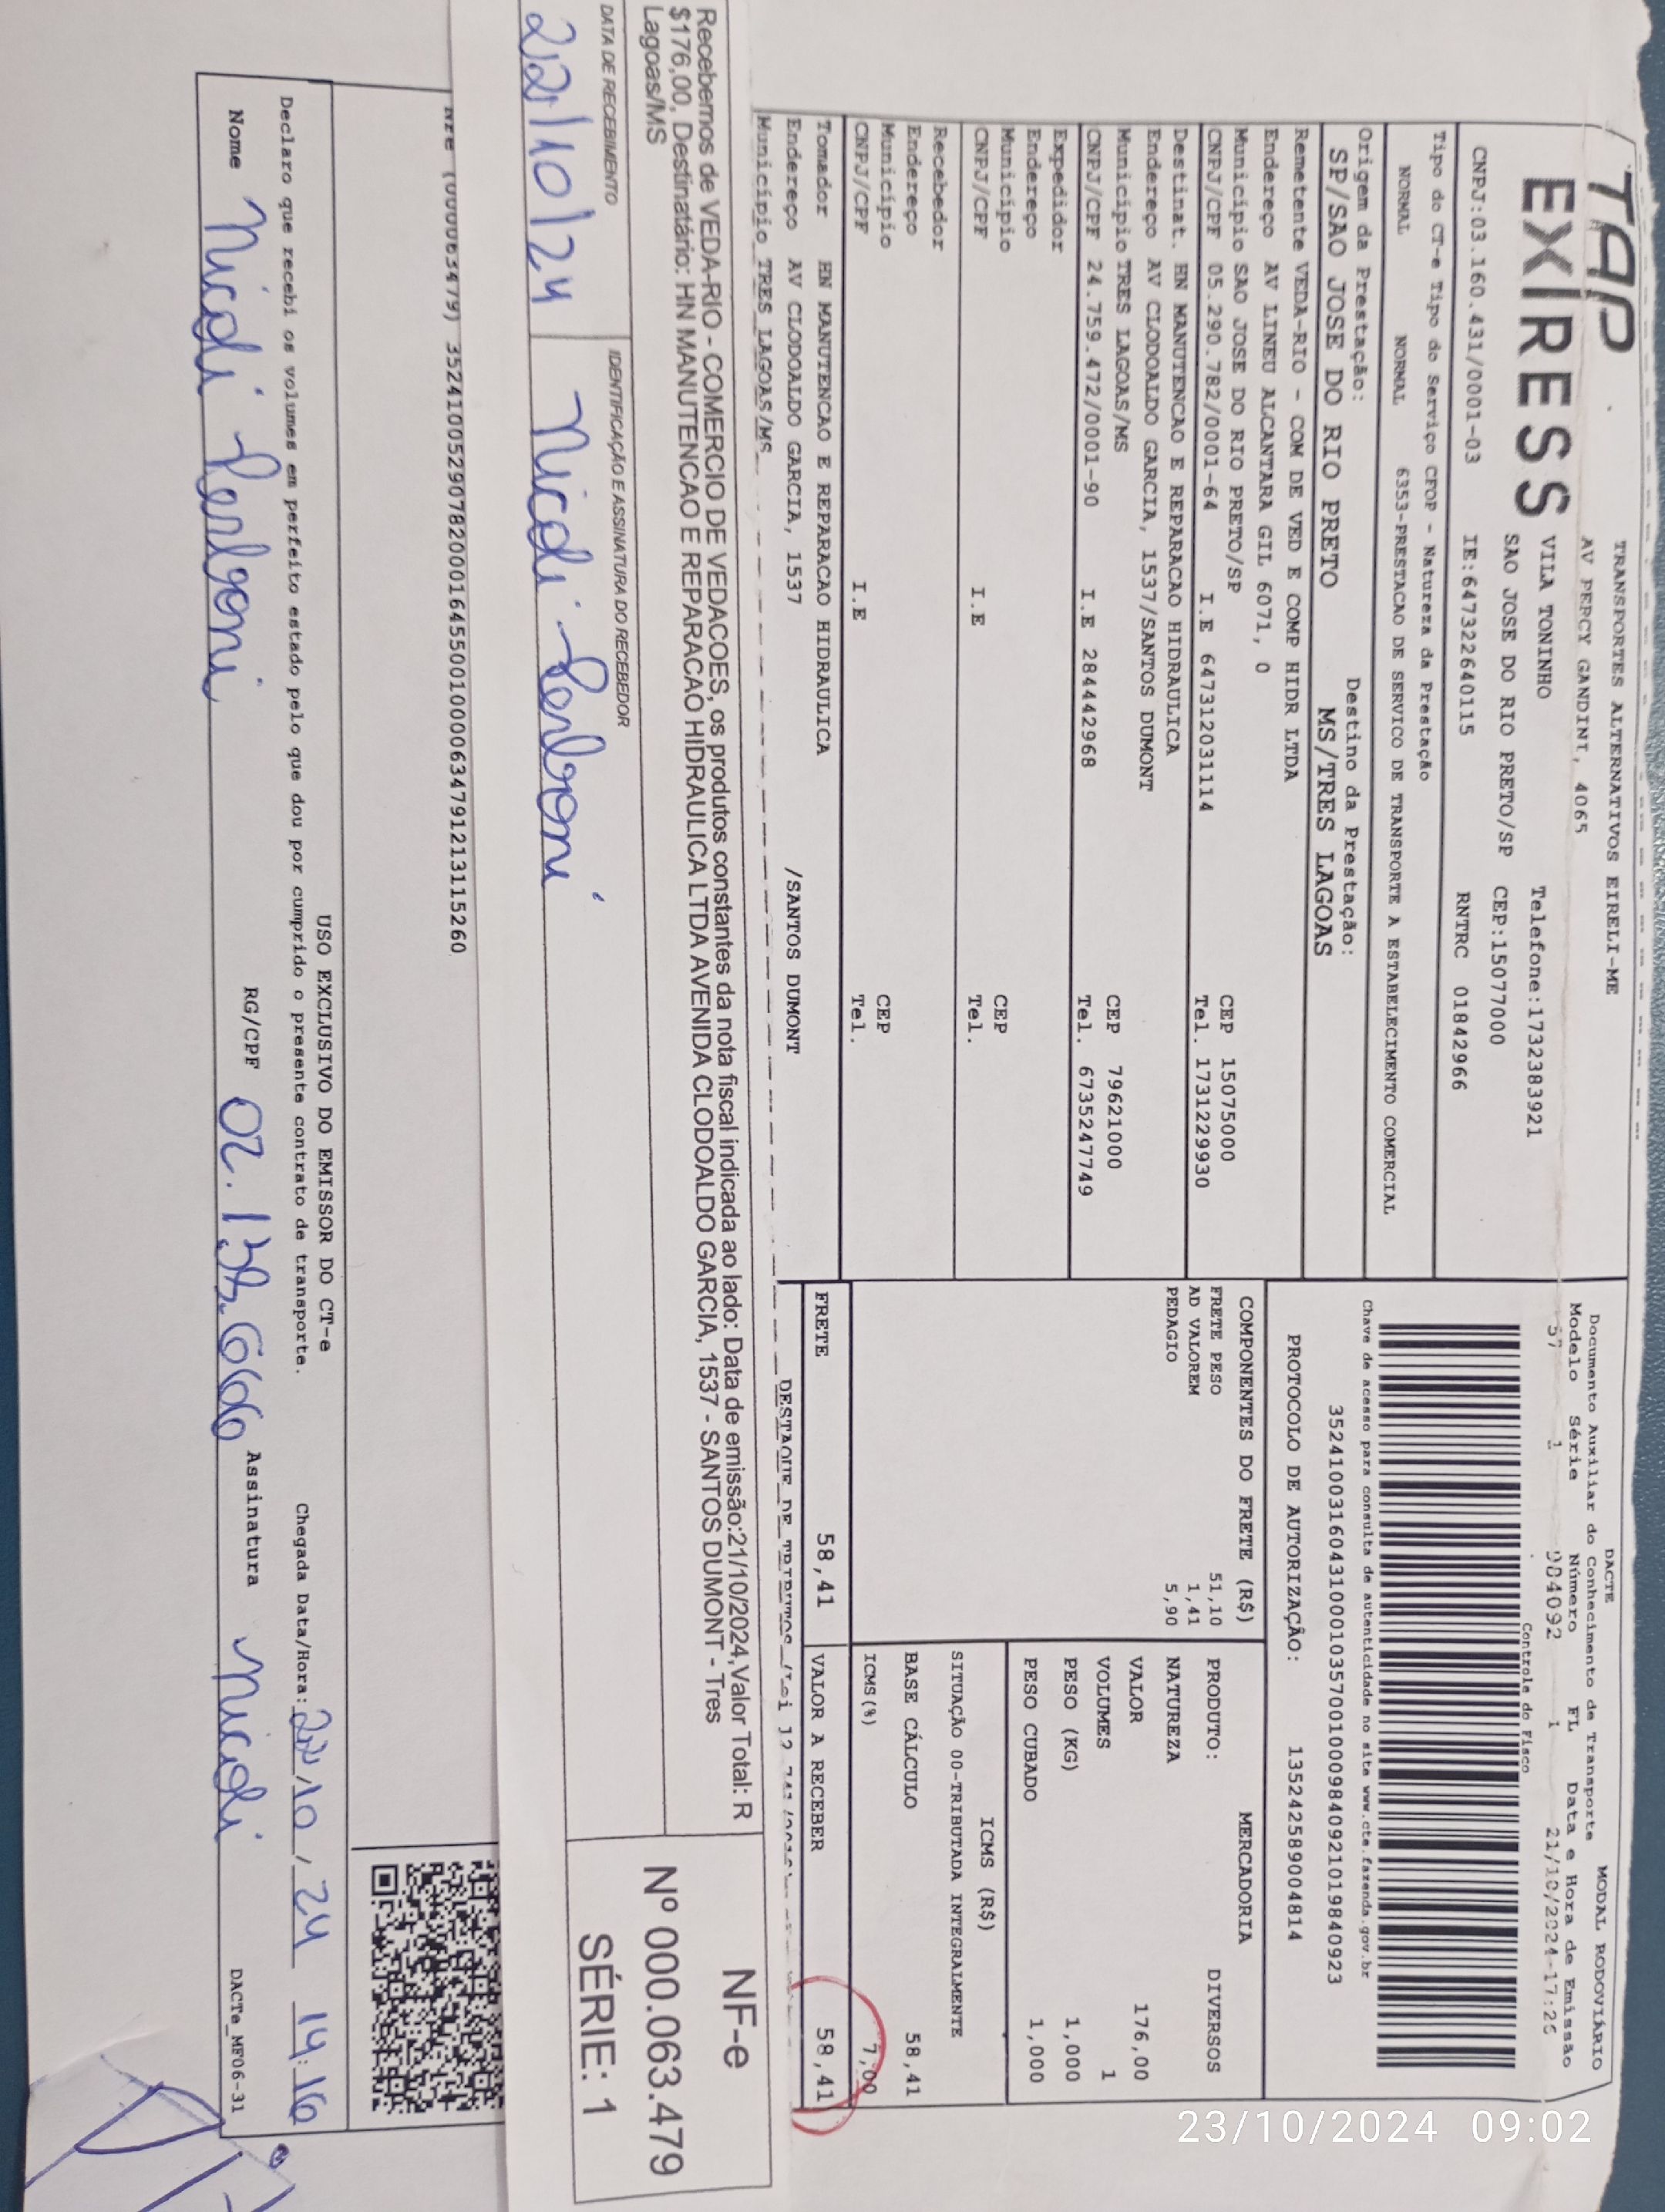 TAP
EXPRESS
TRANSPORTES ALTERNATIVOS EIRELI-ME
AV PERCY GANDINI, 4065
VILA TONINHO Telefone:1732383921
SAO JOSE DO RIO PRETO/SP CEP:15077000
CNPJ:03.160.431/0001-03 IE:647322640115 RNTRC 01842966
Tipo do CT-e Tipo do Serviço CFOP - Natureza da Prestação
NORMAL NORMAL 6353-PRESTACAO DE SERVICO DE TRANSPORTE A ESTABELECIMENTO COMERCIAL
Origem da Prestação: Destino da Prestação:
SP/SAO JOSE DO RIO PRETO MS/TRES LAGOAS
Remetente VEDA-RIO - COM DE VED E COMP HIDR LTDA
Endereço AV LINEU ALCANTARA GIL 6071, 0
Município SAO JOSE DO RIO PRETO/SP CEP 15075000
CNPJ/CPF 05.290.782/0001-64 I.E 647312031114 Tel. 1731229930
Destinat. HN MANUTENCAO E REPARACAO HIDRAULICA
Endereço AV CLODOALDO GARCIA, 1537/SANTOS DUMONT
Município TRES LAGOAS/MS CEP 79621000
CNPJ/CPF 24.759.472/0001-90 I.E 284442968 Tel. 6735247749
Expedidor
Endereço
Município CEP
CNPJ/CPF I.E Tel.
Recebedor
Endereço
Município CEP
CNPJ/CPF I.E Tel.
Tomador HN MANUTENCAO E REPARACAO HIDRAULICA
Endereço AV CLODOALDO GARCIA, 1537 /SANTOS DUMONT
Município TRES LAGOAS/MS
DACTE MODAL RODOVIÁRIO
Documento Auxiliar do Conhecimento de Transporte
Modelo Série Número FL Data e Hora de Emissão
57 1 984092 1 21/10/2024-17:25
Controle do Fisco
Chave de acesso para consulta de autenticidade no site www.cte.fazenda.gov.br
35241003160431000103570010009840921019840923
PROTOCOLO DE AUTORIZAÇÃO: 135242589004814
COMPONENTES DO FRETE (R$)
FRETE PESO 51,10
AD VALOREM 1,41
PEDAGIO 5,90
MERCADORIA
PRODUTO: DIVERSOS
NATUREZA
VALOR 176,00
VOLUMES 1
PESO (KG) 1,000
PESO CUBADO 1,000
ICMS (R$)
SITUAÇÃO 00-TRIBUTADA INTEGRALMENTE
BASE CÁLCULO 58,41
ICMS(%) 7,00
FRETE 58,41 VALOR A RECEBER 58,41
DESTAQUE DE TRIBUTOS
Recebemos de VEDA-RIO - COMERCIO DE VEDACOES, os produtos constantes da nota fiscal indicada ao lado: Data de emissão:21/10/2024,Valor Total: R
$176,00, Destinatário: HN MANUTENCAO E REPARACAO HIDRAULICA LTDA AVENIDA CLODOALDO GARCIA, 1537 - SANTOS DUMONT - Tres
Lagoas/MS
DATA DE RECEBIMENTO IDENTIFICAÇÃO E ASSINATURA DO RECEBEDOR
22/10/24
NF-e
Nº 000.063.479
SÉRIE: 1
NFe (000063479) 35241005290782000164550010000634791213115260
USO EXCLUSIVO DO EMISSOR DO CT-e
Declaro que recebi os volumes em perfeito estado pelo que dou por cumprido o presente contrato de transporte. Chegada Data/Hora: 22/10/24 14:16
Nome RG/CPF Assinatura
DACTe_MF06-31
23/10/2024 09:02